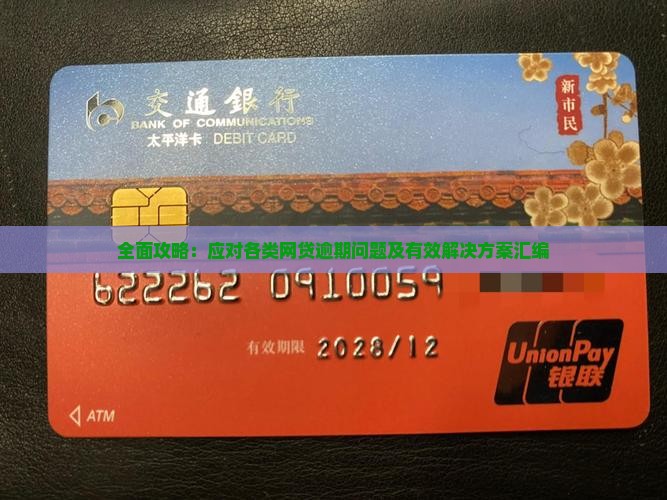 交通銀行
BANK OF COMMUNICATIONS
太平洋卡 DEBIT CARD
新市民
全面攻略：应对各类网贷逾期问题及有效解决方案汇编
622262 0910059
有效期限 2028/12
UnionPay
银联
ATM